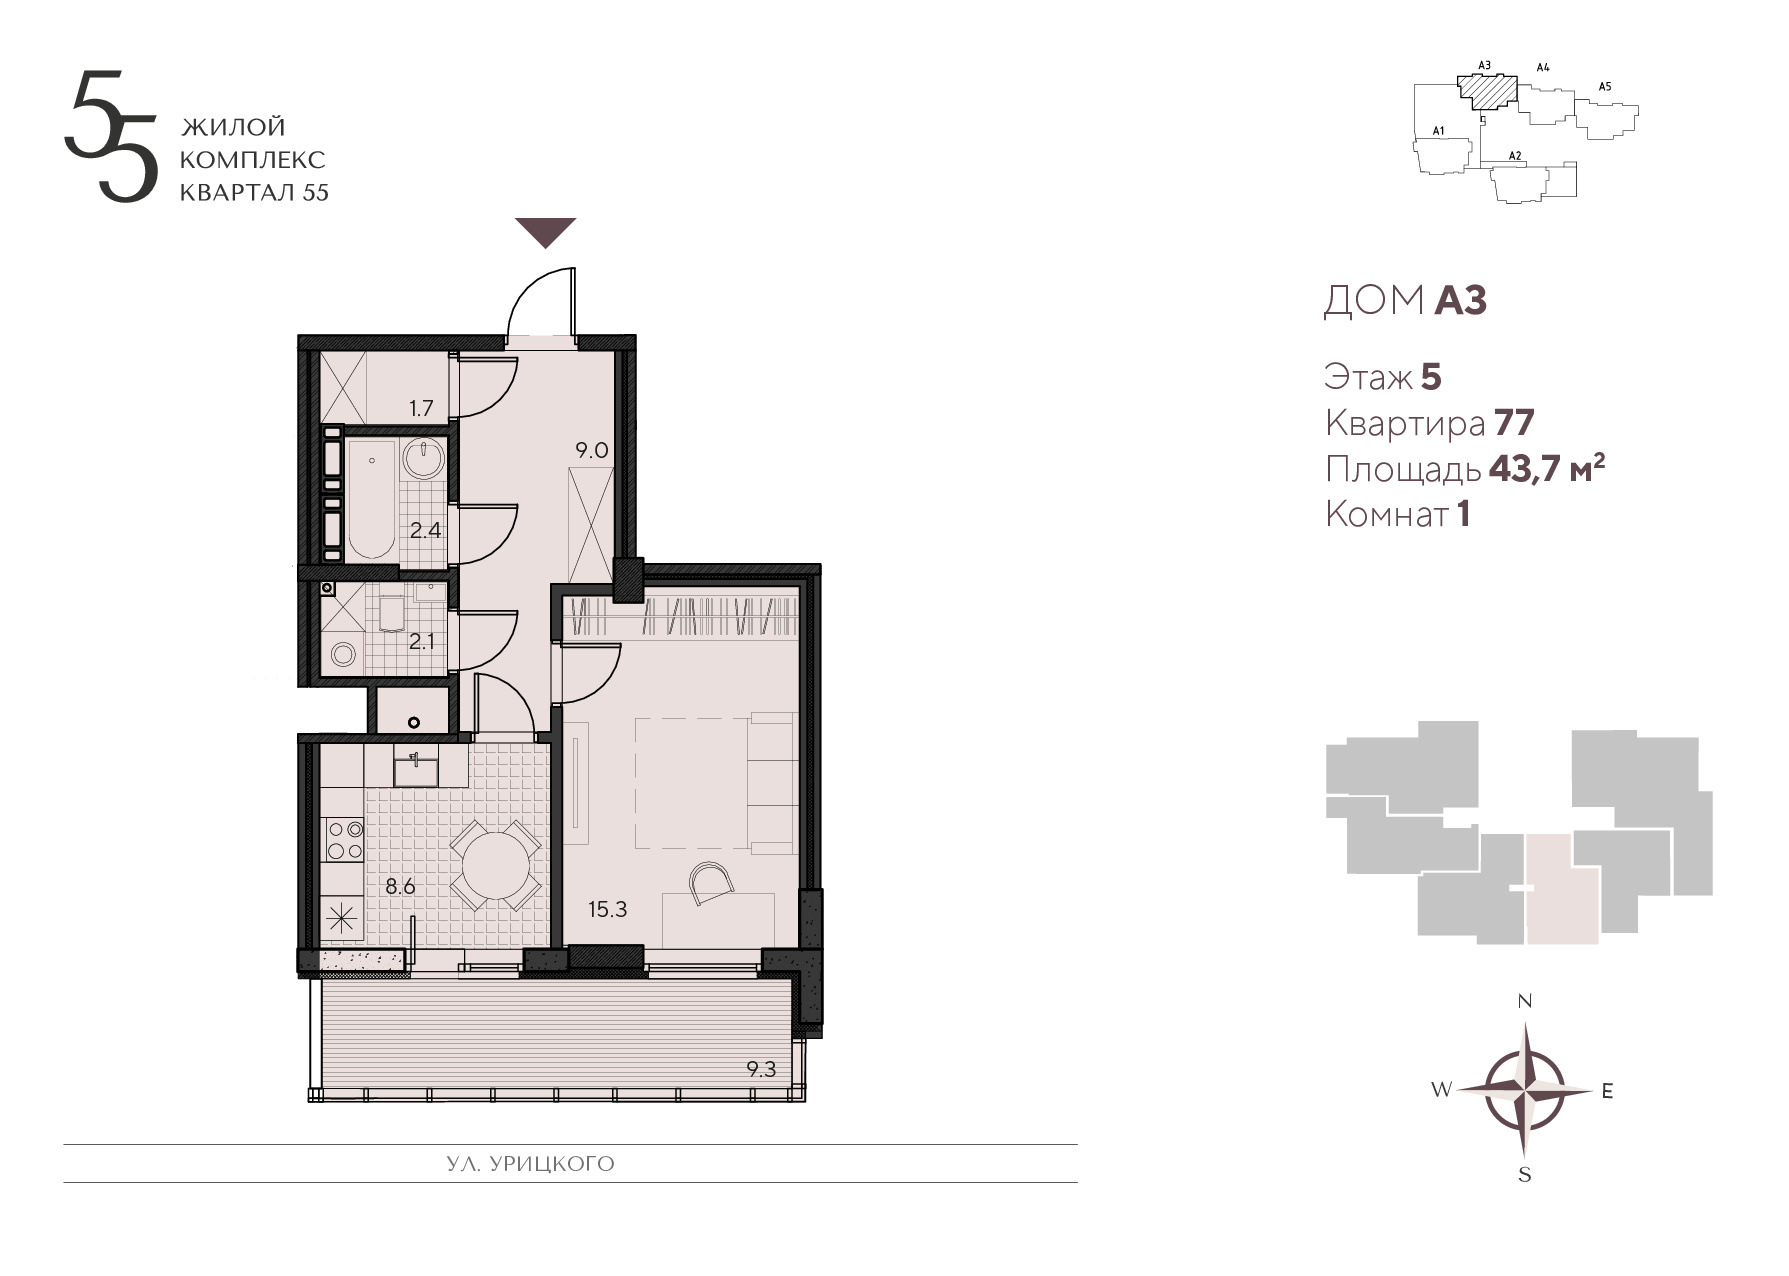 55
ЖИЛОЙ
КОМПЛЕКС
КВАРТАЛ 55
A3
A4
A5
A1
A2
ДОМ А3
Этаж 5
Квартира 77
Площадь 43,7 м²
Комнат 1
1.7
9.0
2.4
2.1
8.6
15.3
9.3
УЛ. УРИЦКОГО
N
W
E
S